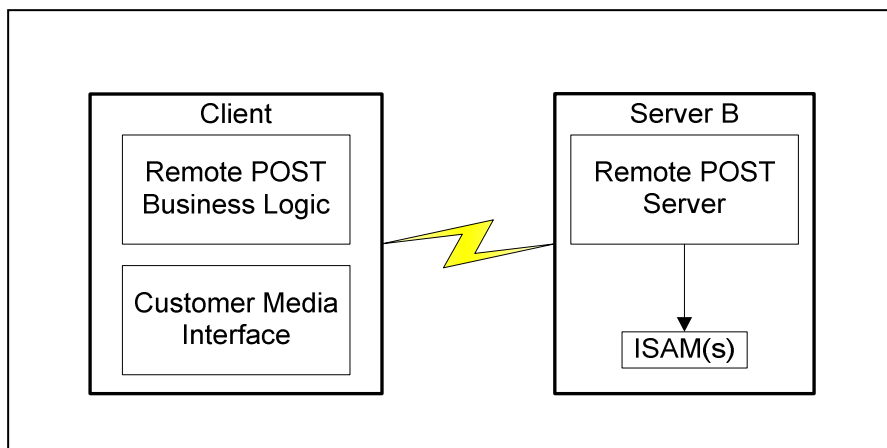 Client
Remote POST
Business Logic
Customer Media
Interface
Server B
Remote POST
Server
ISAM(s)